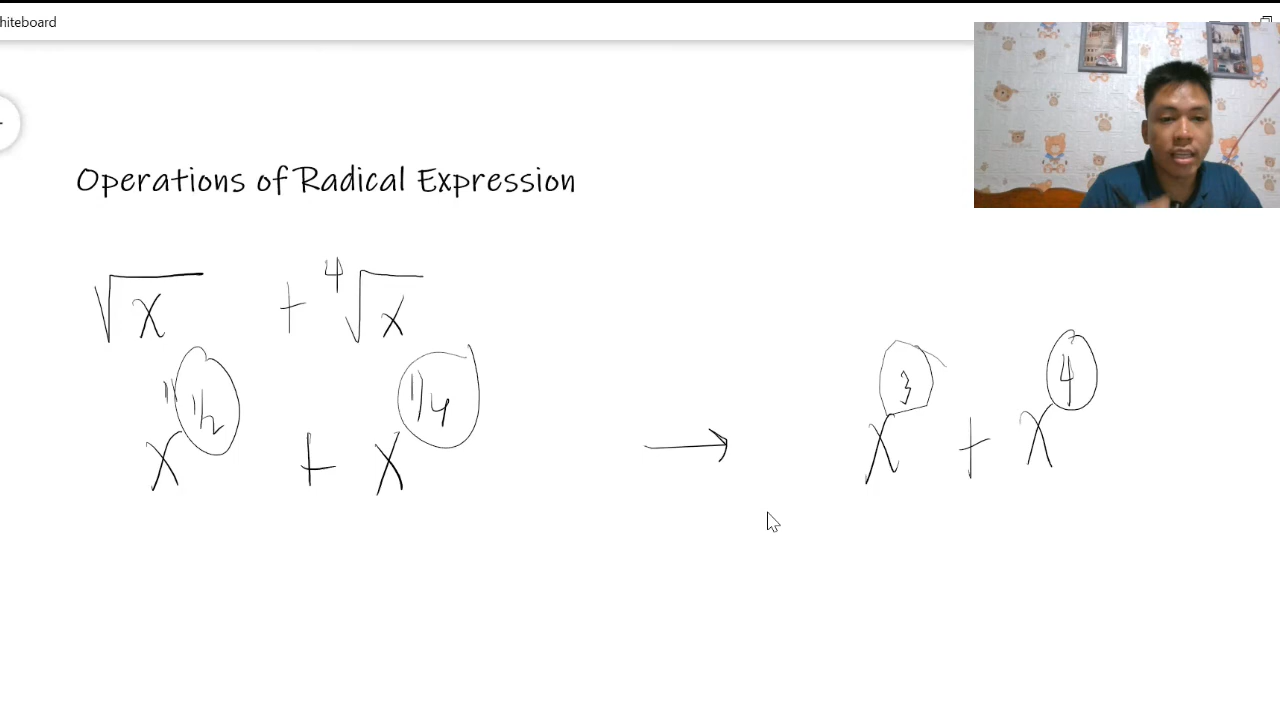 hiteboard
Operations of Radical Expression
√x + ⁴√x
x^1/2 + x^1/4 → x^3 + x^4